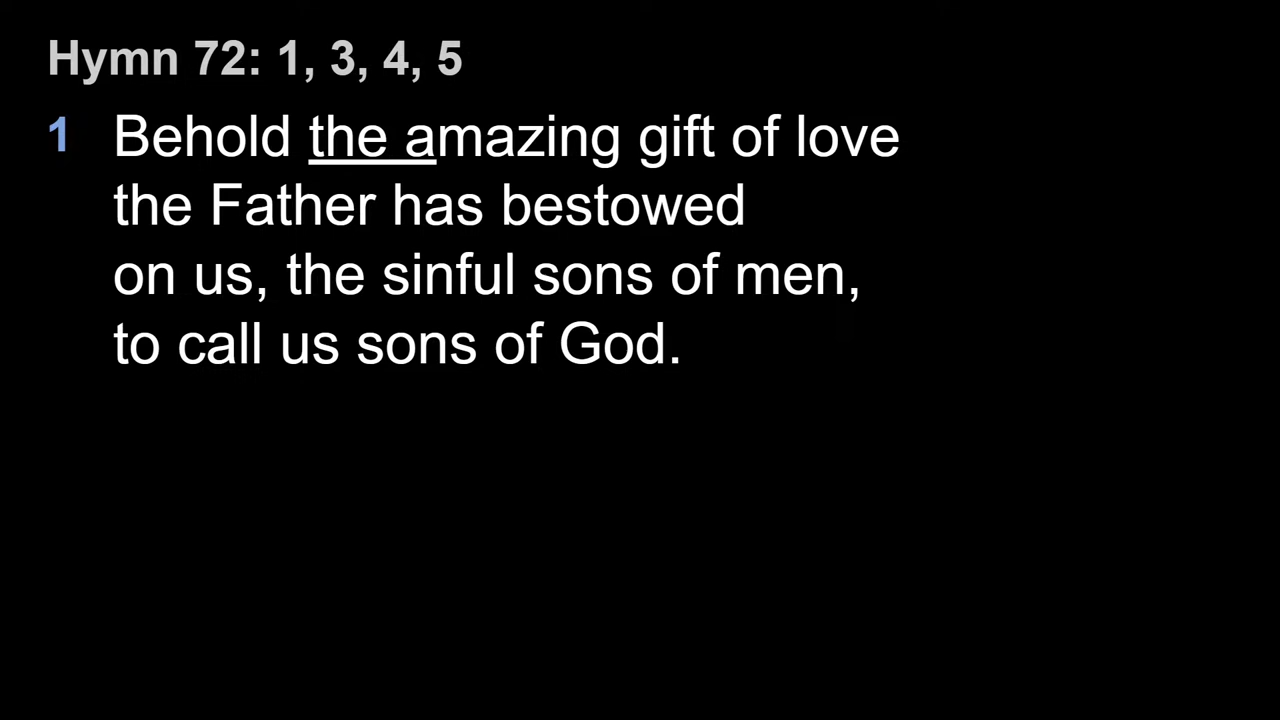 Hymn 72: 1, 3, 4, 5
1 Behold the amazing gift of love
the Father has bestowed
on us, the sinful sons of men,
to call us sons of God.